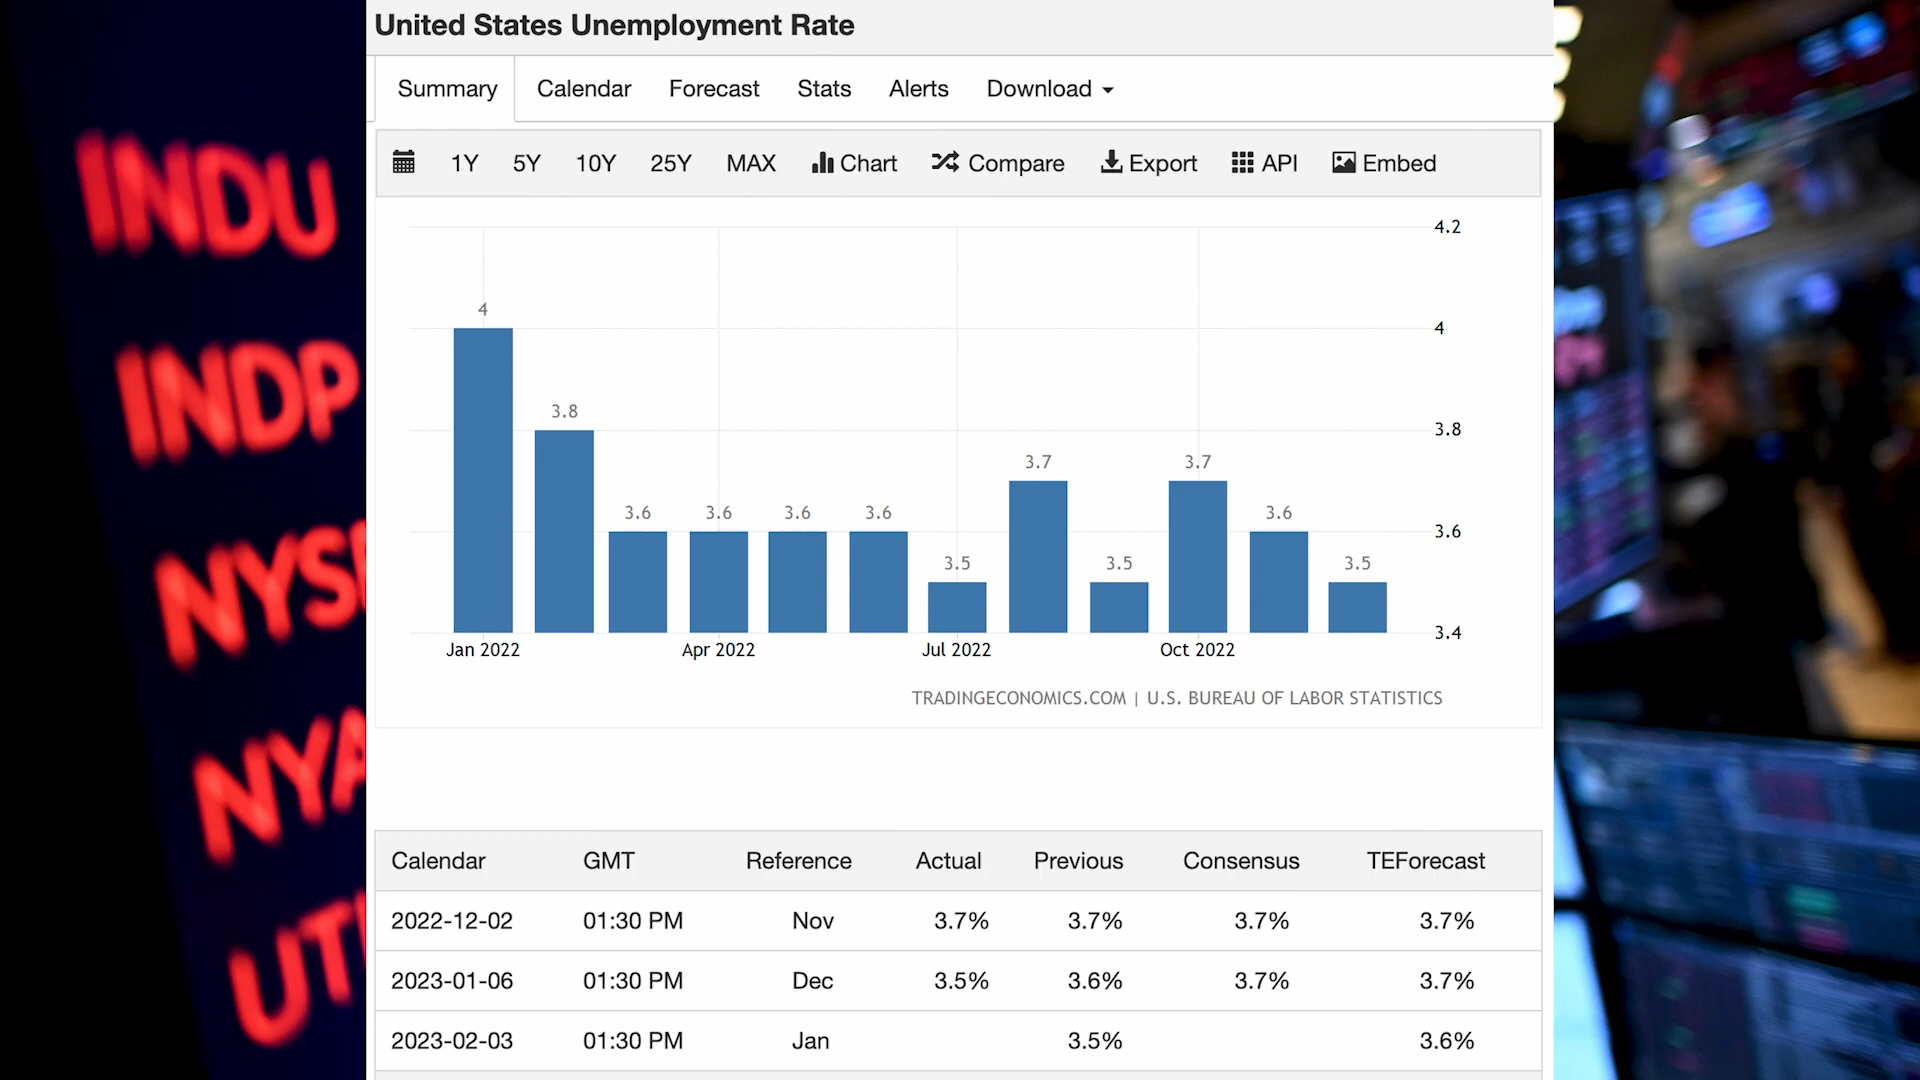 United States Unemployment Rate
Summary Calendar Forecast Stats Alerts Download
1Y 5Y 10Y 25Y MAX Chart Compare Export API Embed
4.2
4
3.8
3.6
3.4
4
3.8
3.6
3.6
3.6
3.6
3.5
3.7
3.5
3.7
3.6
3.5
Jan 2022 Apr 2022 Jul 2022 Oct 2022
TRADINGECONOMICS.COM | U.S. BUREAU OF LABOR STATISTICS
Calendar GMT Reference Actual Previous Consensus TEForecast
2022-12-02 01:30 PM Nov 3.7% 3.7% 3.7% 3.7%
2023-01-06 01:30 PM Dec 3.5% 3.6% 3.7% 3.7%
2023-02-03 01:30 PM Jan 3.5% 3.6%
INDU
INDP
NYS
NYA
UT